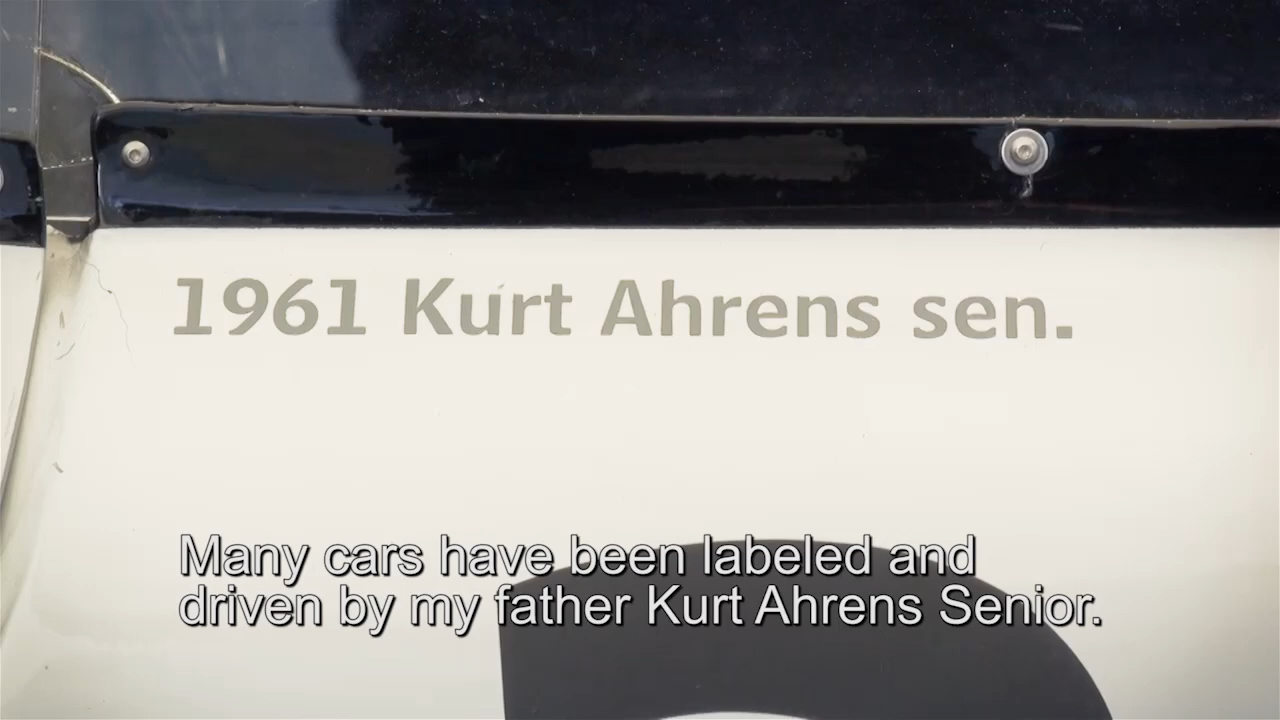 1961 Kurt Ahrens sen.
Many cars have been labeled and
driven by my father Kurt Ahrens Senior.